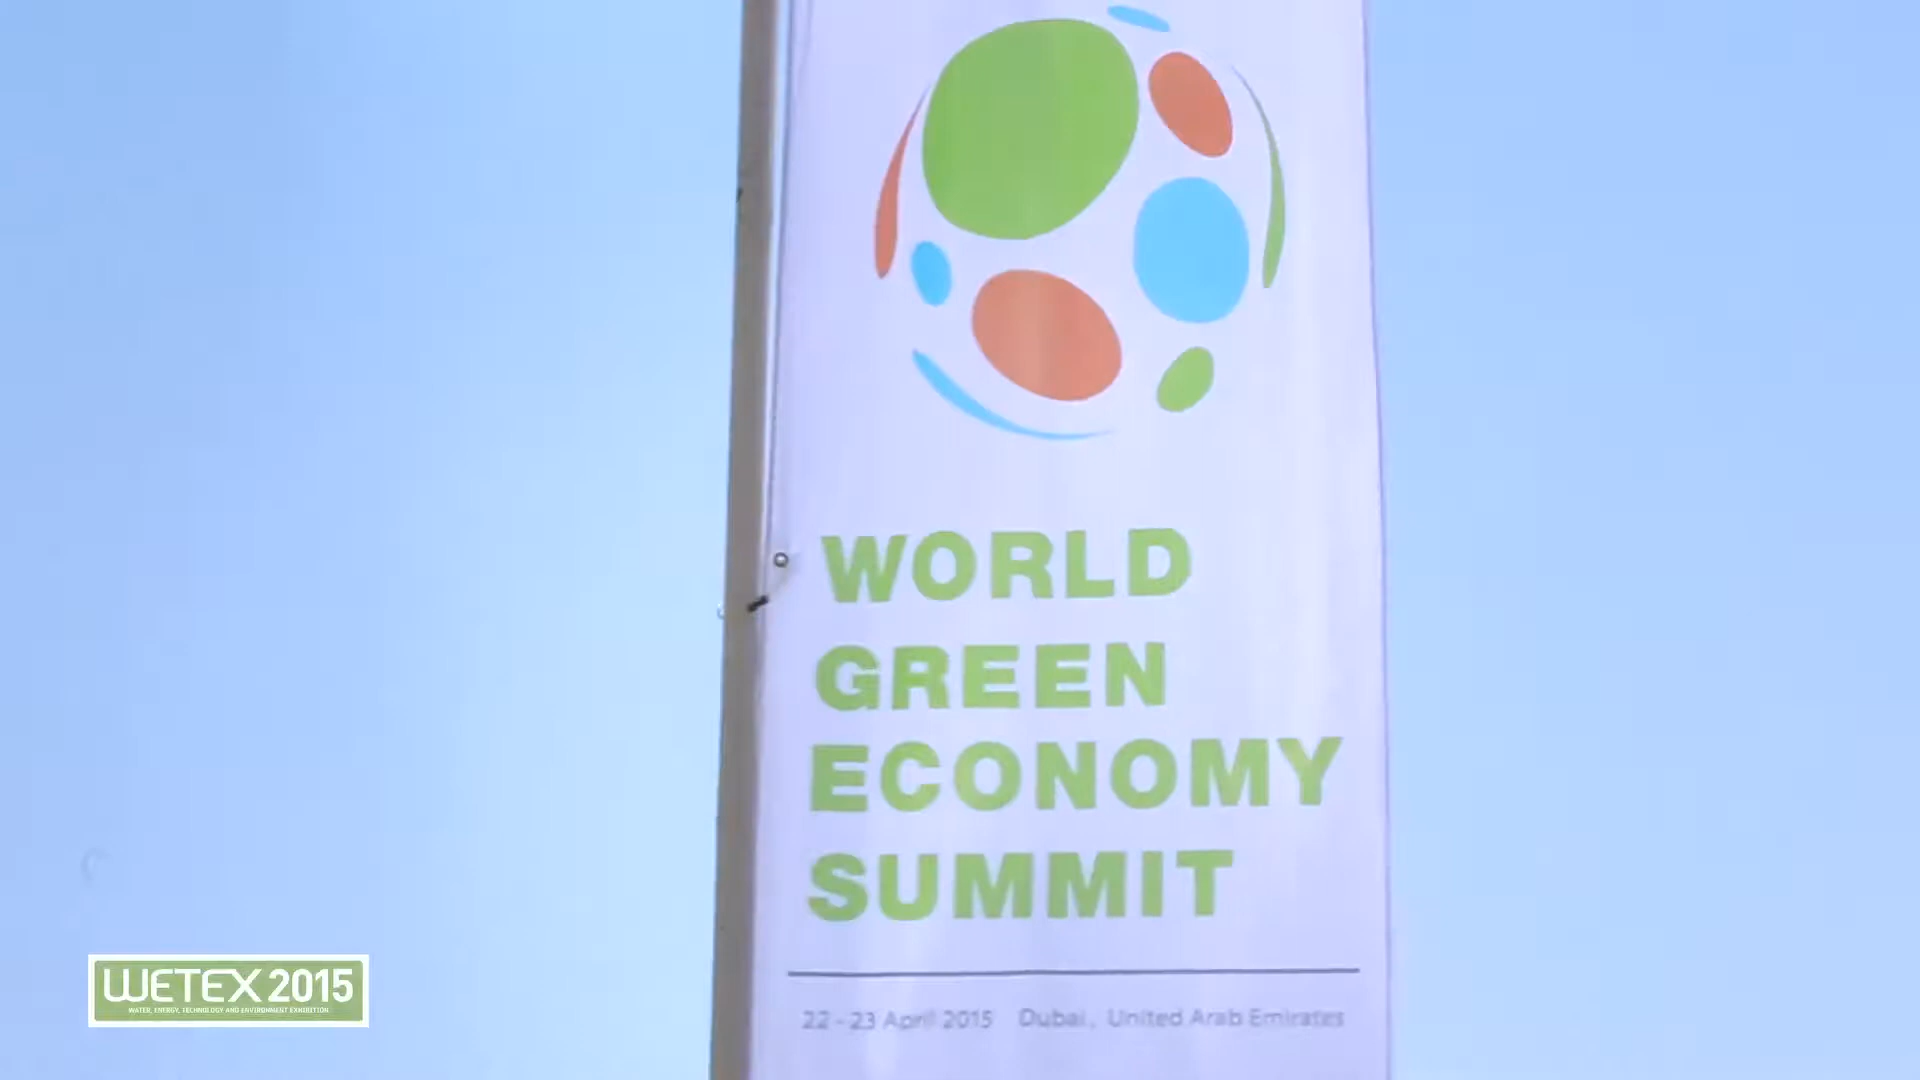 WORLD
GREEN
ECONOMY
SUMMIT
22 - 23 April 2015 Dubai, United Arab Emirates
WETEX 2015
WATER, ENERGY, TECHNOLOGY AND ENVIRONMENT EXHIBITION